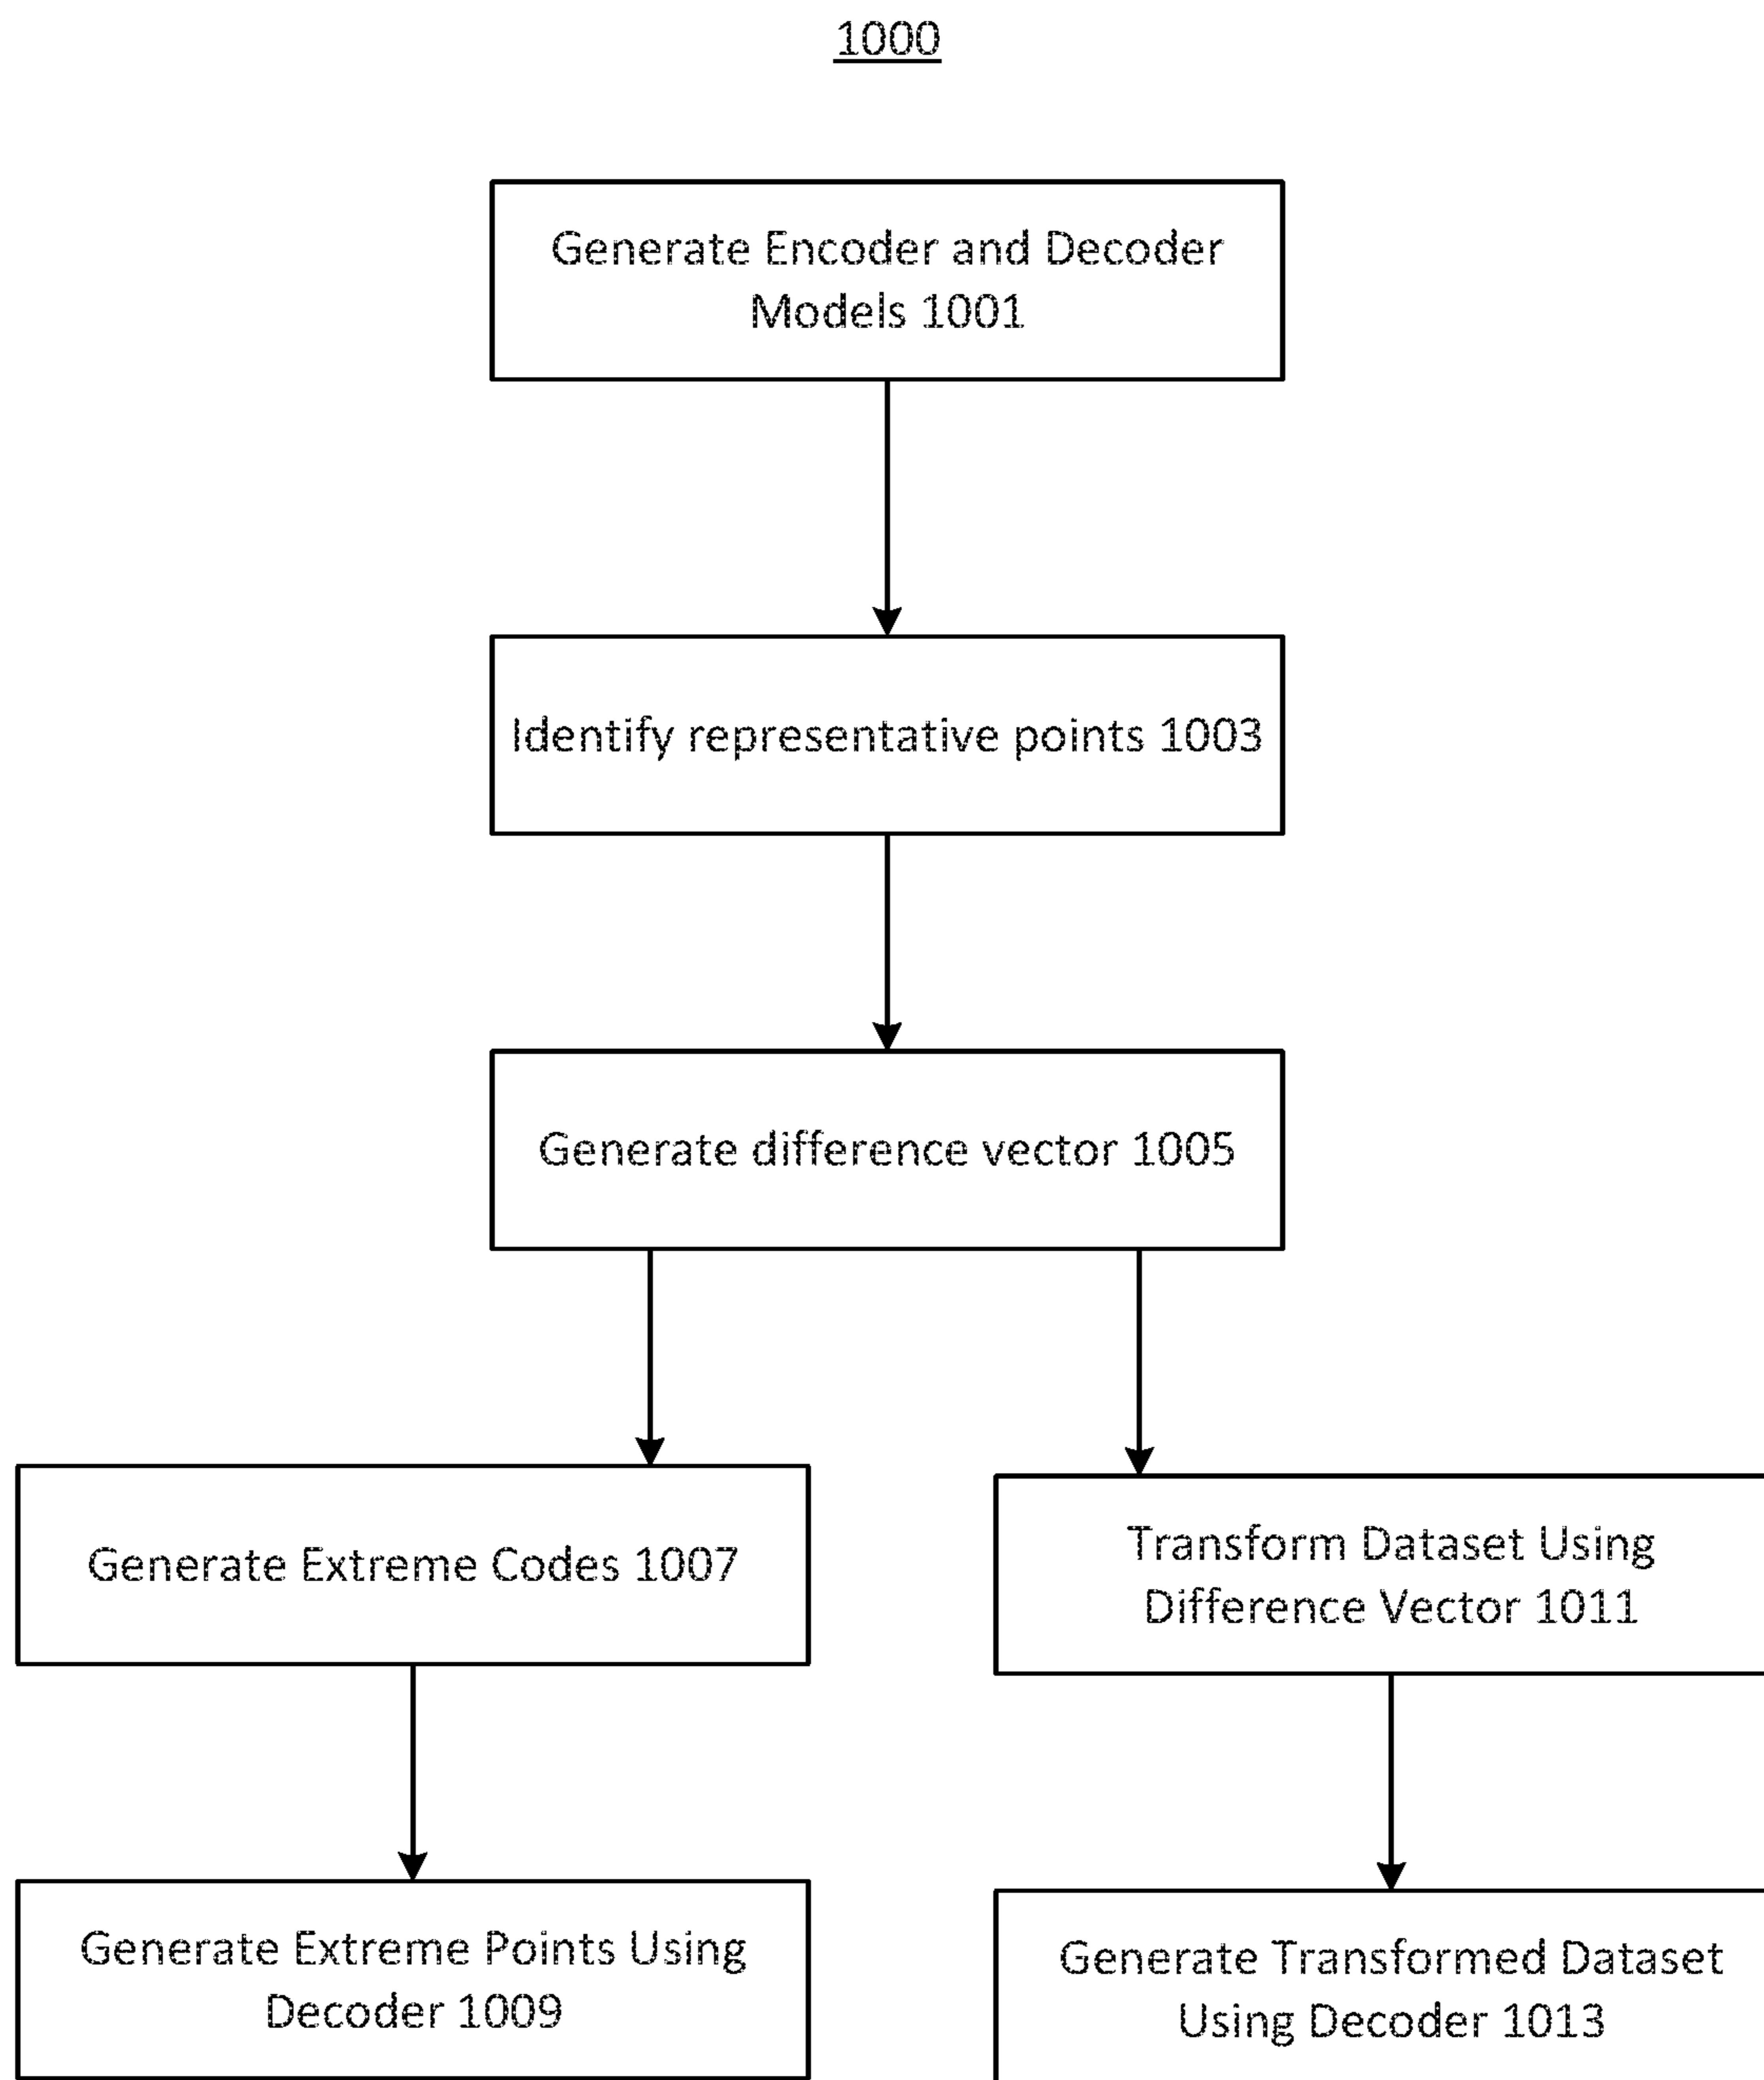 1000
Generate Encoder and Decoder
Models 1001
Identify representative points 1003
Generate difference vector 1005
Generate Extreme Codes 1007
Transform Dataset Using
Difference Vector 1011
Generate Extreme Points Using
Decoder 1009
Generate Transformed Dataset
Using Decoder 1013